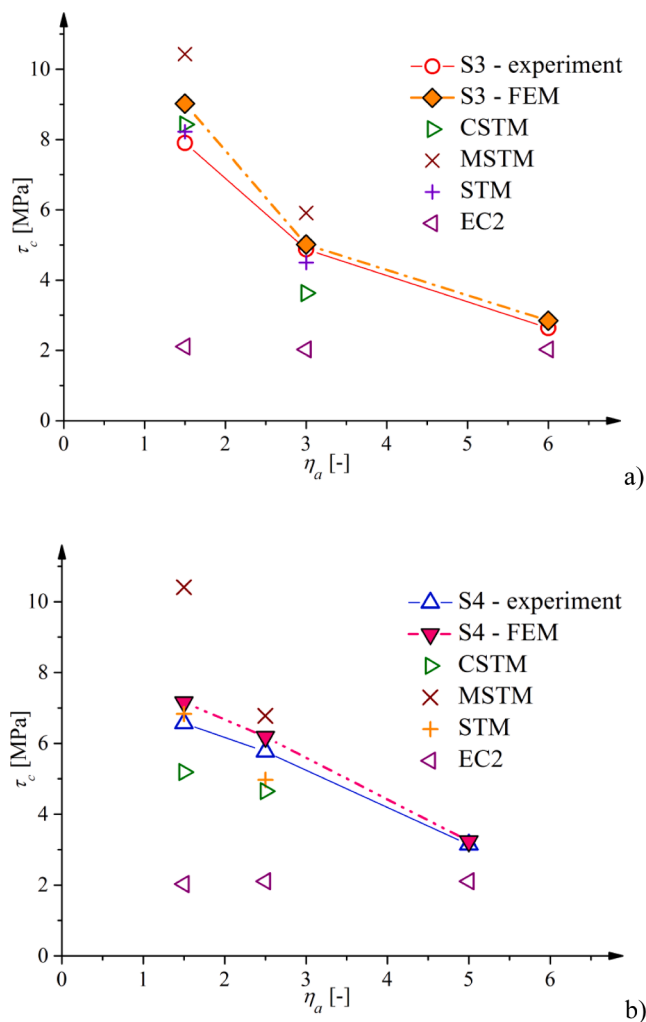 10
8
6
4
2
0
τc [MPa]
S3 - experiment
S3 - FEM
CSTM
MSTM
STM
EC2
0 1 2 3 4 5 6
ηa [-]
a)
10
8
6
4
2
0
τc [MPa]
S4 - experiment
S4 - FEM
CSTM
MSTM
STM
EC2
0 1 2 3 4 5 6
ηa [-]
b)